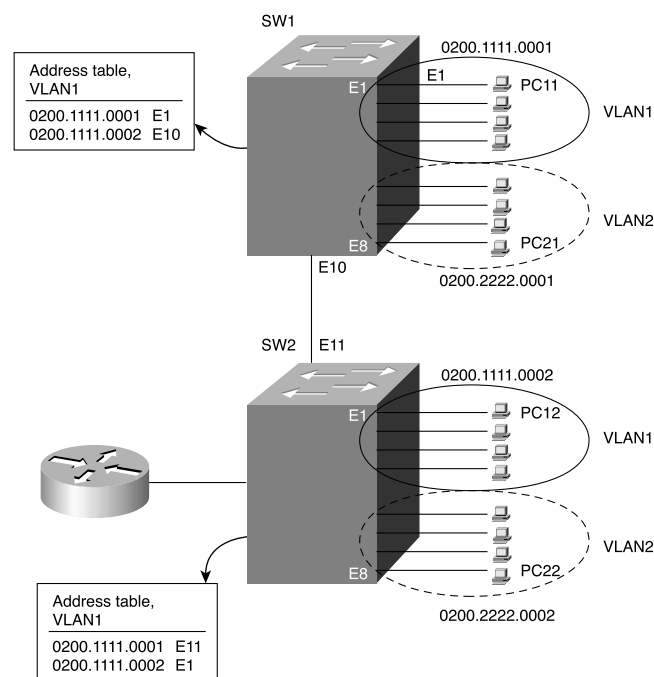 SW1
0200.1111.0001
Address table,
VLAN1
0200.1111.0001 E1
0200.1111.0002 E10
E1
E1
PC11
VLAN1
VLAN2
E8
PC21
E10
0200.2222.0001
SW2
E11
0200.1111.0002
E1
PC12
VLAN1
VLAN2
E8
PC22
0200.2222.0002
Address table,
VLAN1
0200.1111.0001 E11
0200.1111.0002 E1